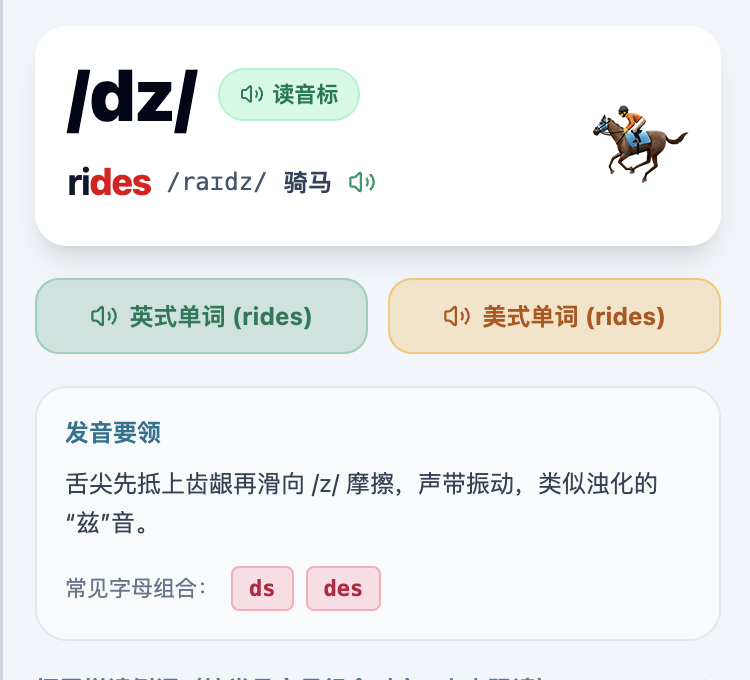 /dz/ 读音标
rides /raɪdz/ 骑马
英式单词 (rides) 美式单词 (rides)
发音要领
舌尖先抵上齿龈再滑向 /z/ 摩擦，声带振动，类似浊化的
“兹”音。
常见字母组合： ds des